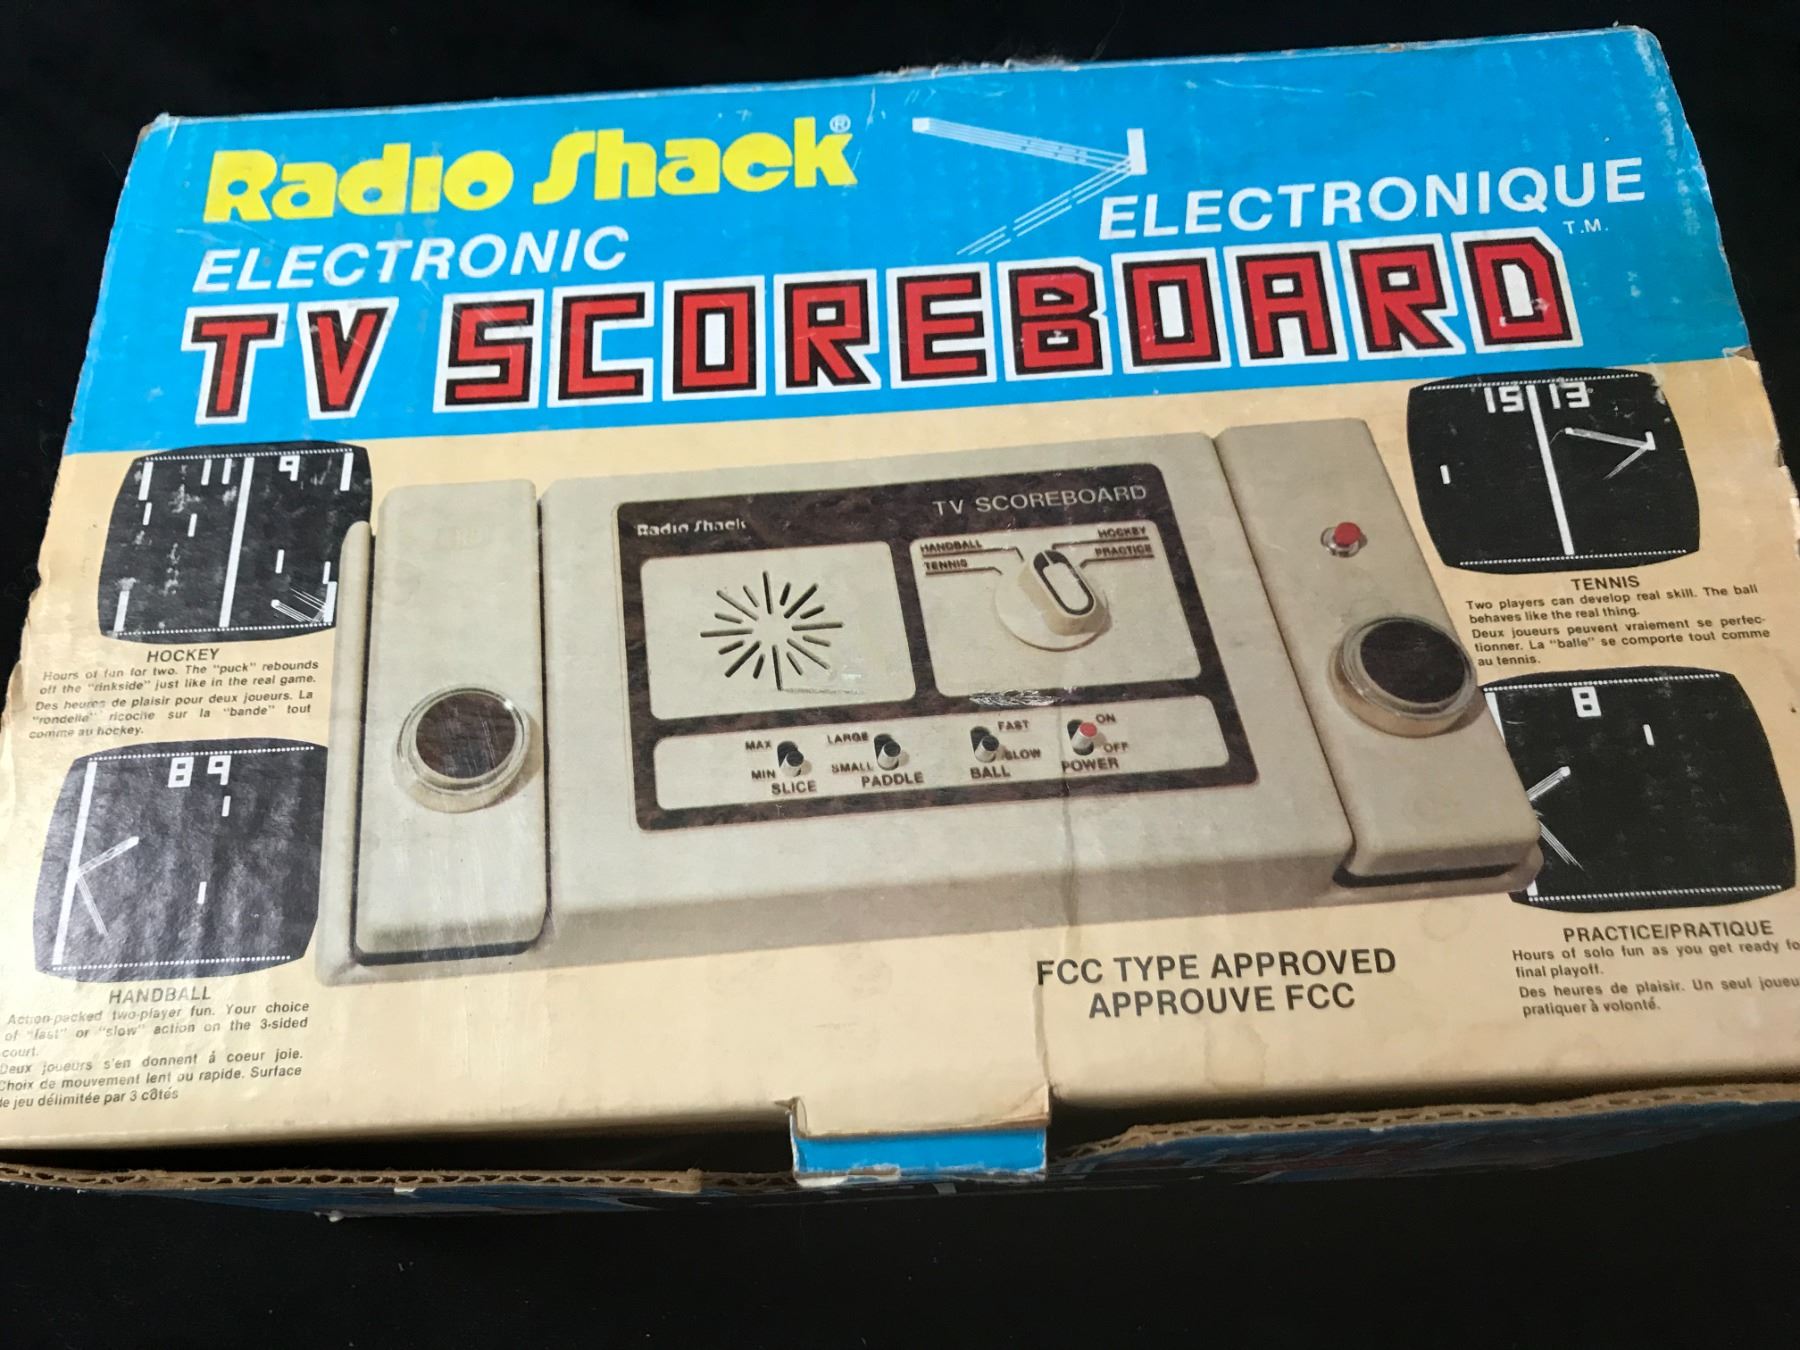 Radio Shack®
ELECTRONIC
ELECTRONIQUE
TV SCOREBOARD T.M.
11 9
HOCKEY
Hours of fun for two. The "puck" rebounds
off the "rinkside" just like in the real game.
Des heures de plaisir pour deux joueurs. La
"rondelle" ricoche sur la "bande" tout
comme au hockey.
8 9
HANDBALL
Action-packed two-player fun. Your choice
of "fast" or "slow" action on the 3-sided
court.
Deux joueurs s'en donnent à coeur joie.
Choix de mouvement lent ou rapide. Surface
de jeu délimitée par 3 côtés
Radio Shack
TV SCOREBOARD
HANDBALL
TENNIS
HOCKEY
PRACTICE
MAX
MIN
SLICE
LARGE
SMALL
PADDLE
FAST
SLOW
BALL
ON
OFF
POWER
15 13
TENNIS
Two players can develop real skill. The ball
behaves like the real thing.
Deux joueurs peuvent vraiement se perfec-
tionner. La "balle" se comporte tout comme
au tennis.
8
PRACTICE/PRATIQUE
Hours of solo fun as you get ready
final playoff.
Des heures de plaisir. Un seul
pratiquer à volonté.
FCC TYPE APPROVED
APPROUVE FCC